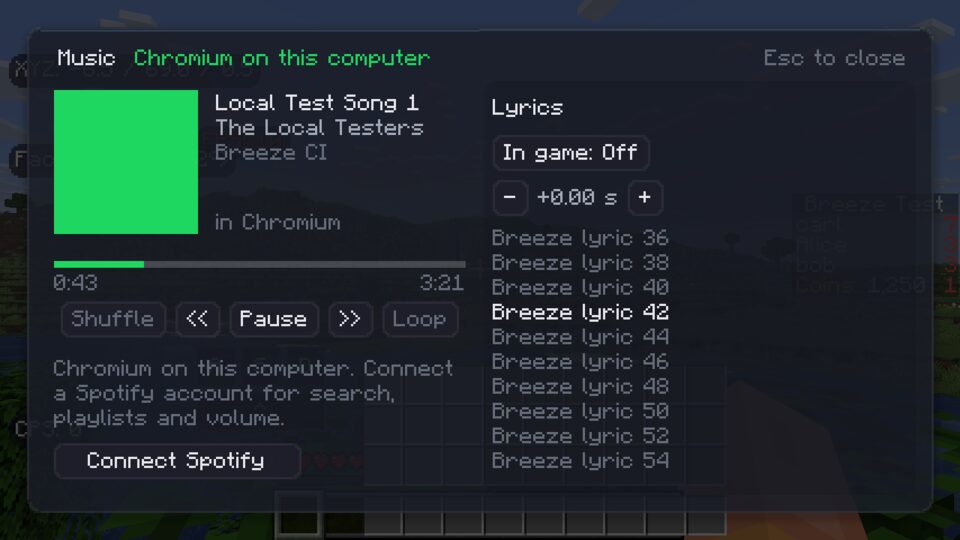 Music Chromium on this computer
Esc to close
Local Test Song 1
The Local Testers
Breeze CI
in Chromium
0:43
3:21
Shuffle << Pause >> Loop
Chromium on this computer. Connect
a Spotify account for search,
playlists and volume.
Connect Spotify
Lyrics
In game: Off
- +0.00 s +
Breeze lyric 36
Breeze lyric 38
Breeze lyric 40
Breeze lyric 42
Breeze lyric 44
Breeze lyric 46
Breeze lyric 48
Breeze lyric 50
Breeze lyric 52
Breeze lyric 54
Breeze Test
Alice
bob
Coins: 1,250